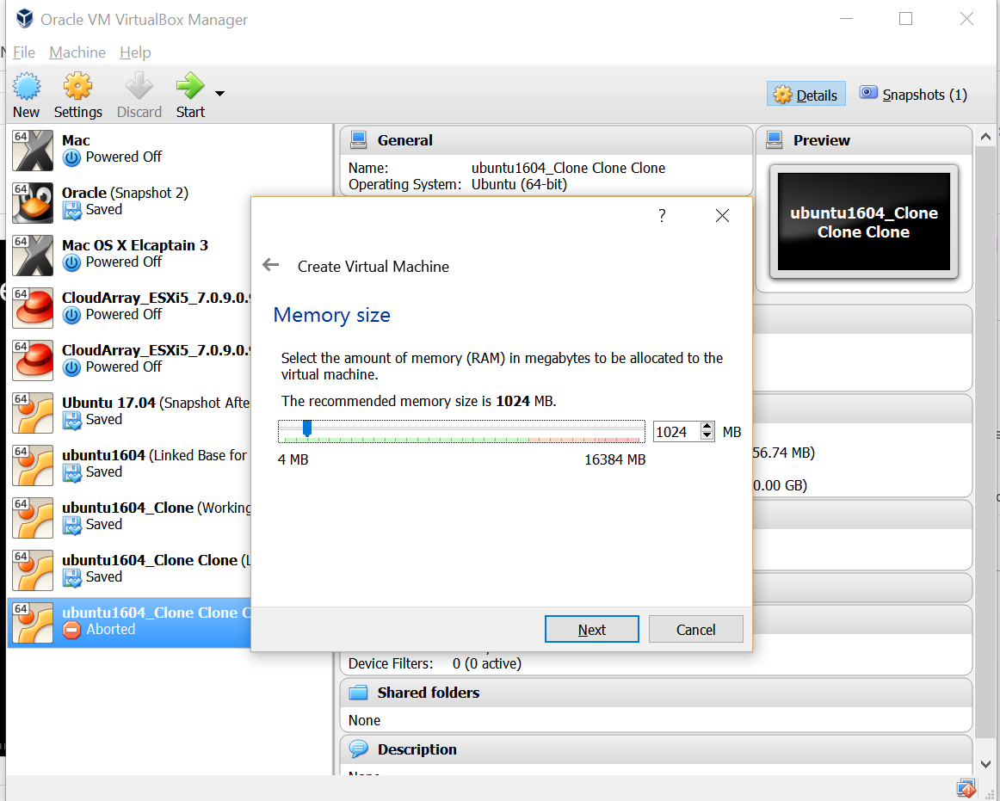 Oracle VM VirtualBox Manager
File Machine Help
New Settings Discard Start Details Snapshots (1)
64 Mac
Powered Off
64 Oracle (Snapshot 2)
Saved
64 Mac OS X Elcaptain 3
Powered Off
64 CloudArray_ESXi5_7.0.9.0.
Powered Off
64 CloudArray_ESXi5_7.0.9.0.
Powered Off
64 Ubuntu 17.04 (Snapshot Afte
Saved
64 ubuntu1604 (Linked Base for
Saved
64 ubuntu1604_Clone (Working
Saved
64 ubuntu1604_Clone Clone (L
Saved
64 ubuntu1604_Clone Clone C
Aborted
General
Name: ubuntu1604_Clone Clone Clone
Operating System: Ubuntu (64-bit)
Preview
ubuntu1604_Clone
Clone Clone
?
Create Virtual Machine
Memory size
Select the amount of memory (RAM) in megabytes to be allocated to the
virtual machine.
The recommended memory size is 1024 MB.
1024 MB
4 MB 16384 MB
Next Cancel
56.74 MB)
0.00 GB)
Device Filters: 0 (0 active)
Shared folders
None
Description